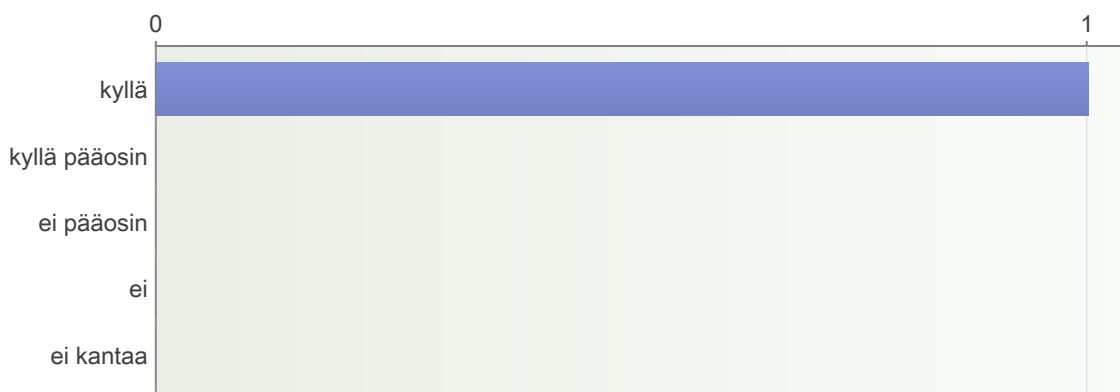 0 1
kyllä
kyllä pääosin
ei pääosin
ei
ei kantaa